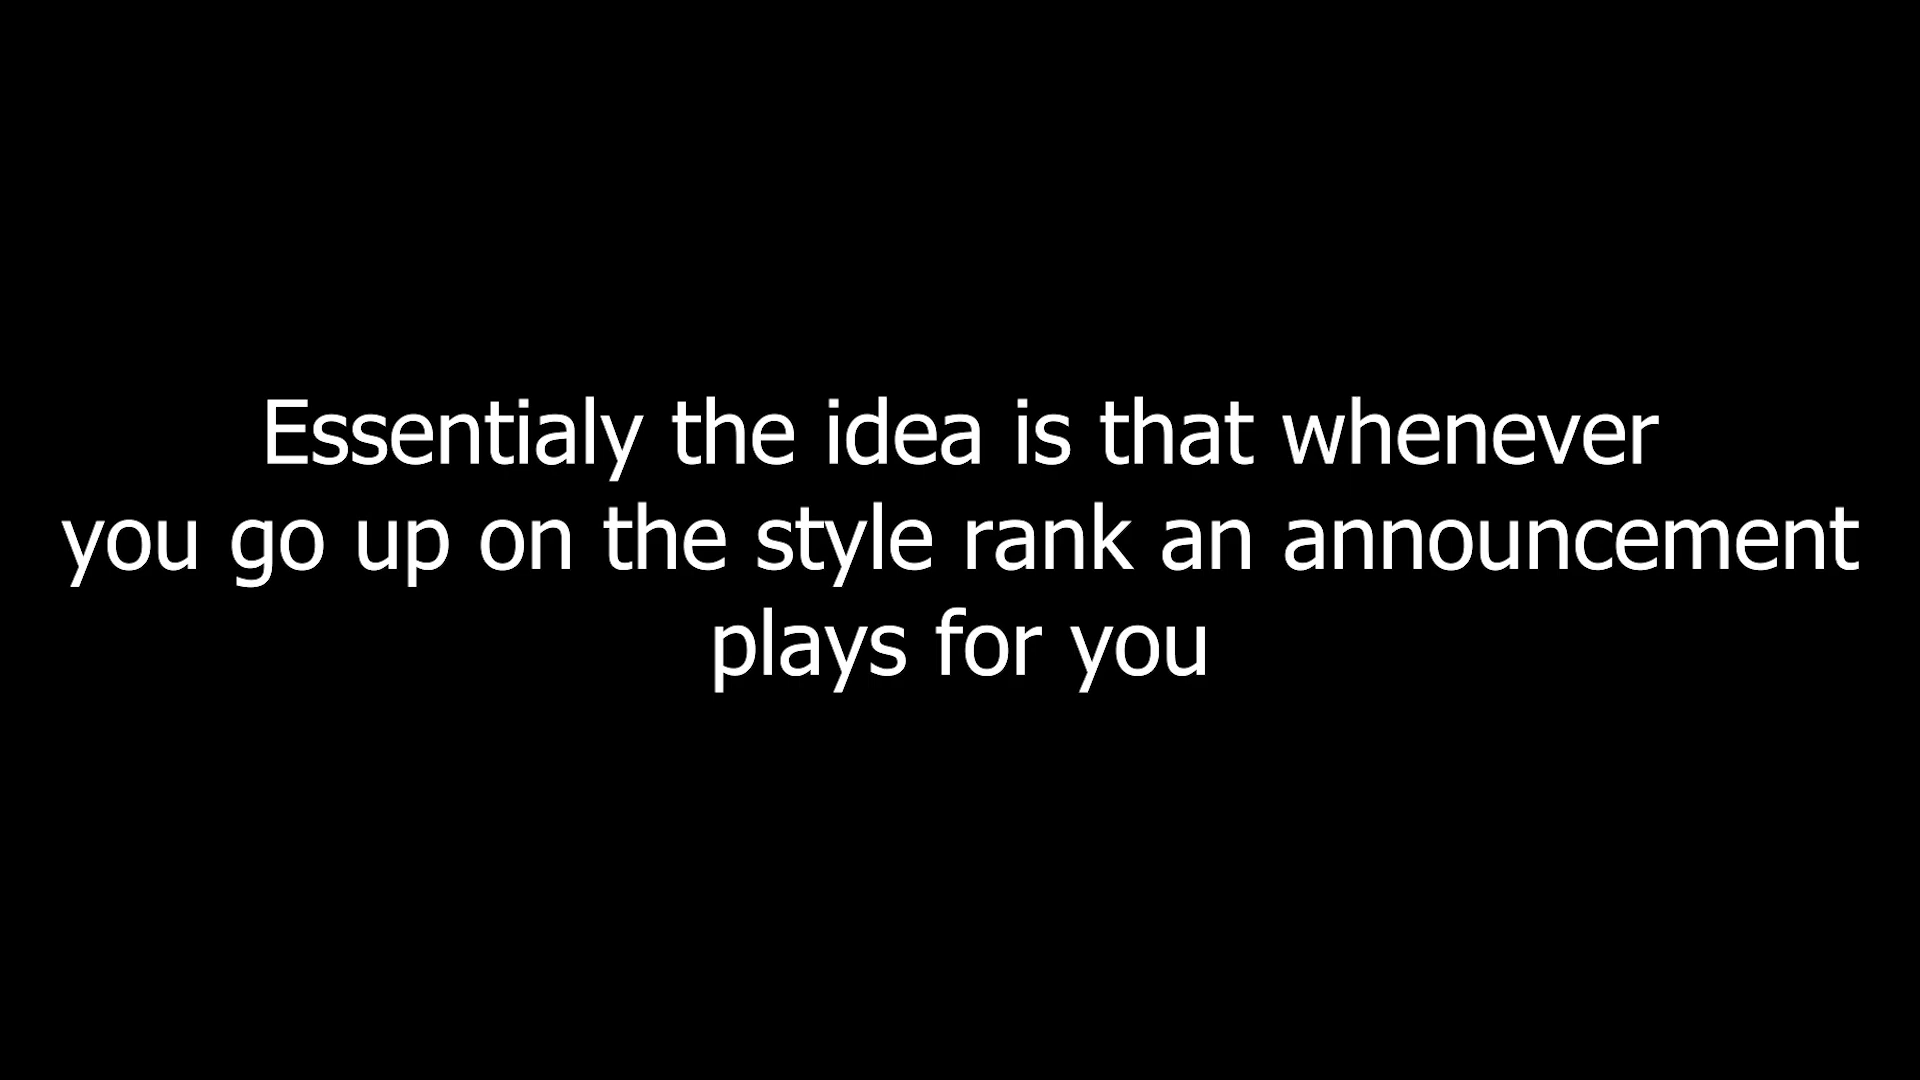 Essentialy the idea is that whenever
you go up on the style rank an announcement
plays for you